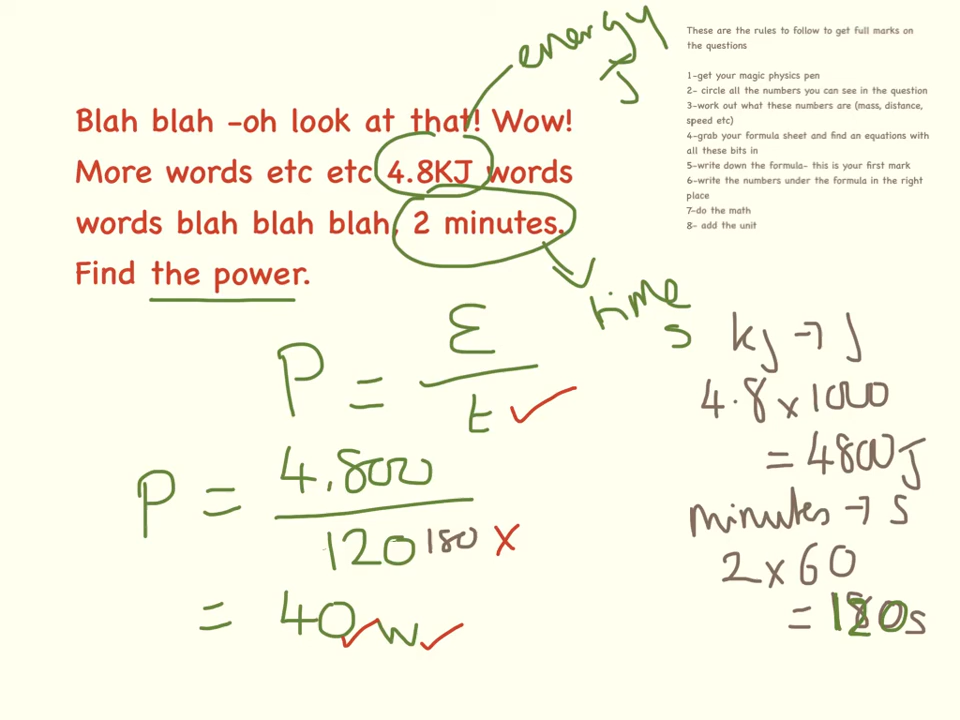 energy
J
Blah blah -oh look at that! Wow!
More words etc etc 4.8KJ words
words blah blah blah, 2 minutes.
Find the power.
time
s
P = E
t ✓
P = 4,800
120 180 X
= 40 ✓ W ✓
These are the rules to follow to get full marks on
the questions
1-get your magic physics pen
2- circle all the numbers you can see in the question
3-work out what these numbers are (mass, distance,
speed etc)
4-grab your formula sheet and find an equations with
all these bits in
5-write down the formula- this is your first mark
6-write the numbers under the formula in the right
place
7-do the math
8- add the unit
kj → j
4.8 x 1000
= 4800J
minutes → s
2 x 60
= 120s